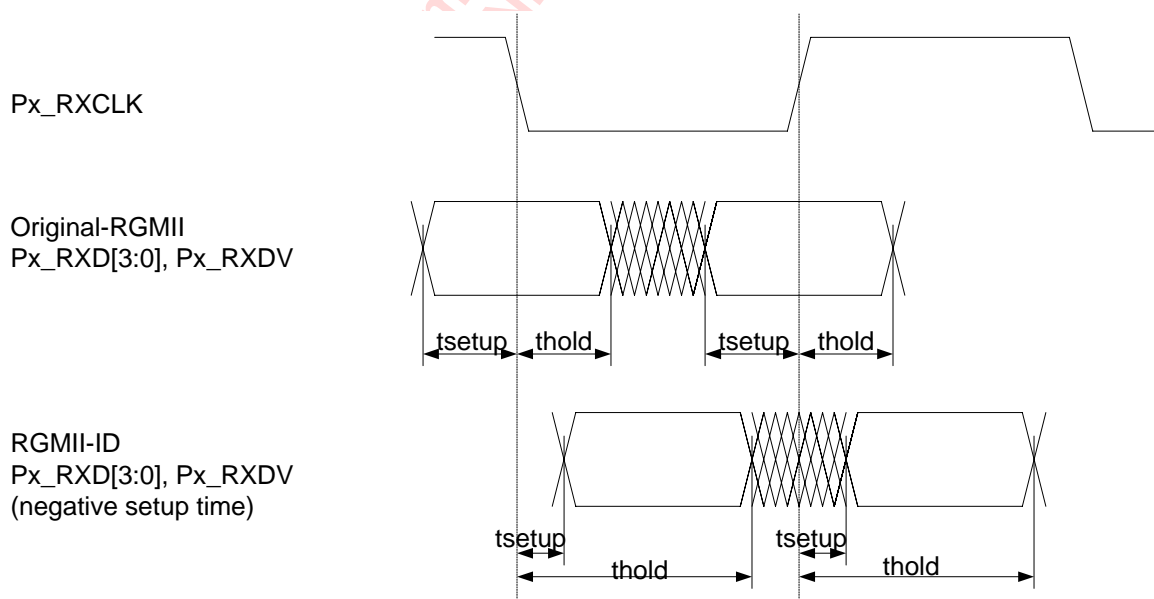 Px_RXCLK
Original-RGMII
Px_RXD[3:0], Px_RXDV
tsetup thold tsetup thold
RGMII-ID
Px_RXD[3:0], Px_RXDV
(negative setup time)
tsetup tsetup
thold thold